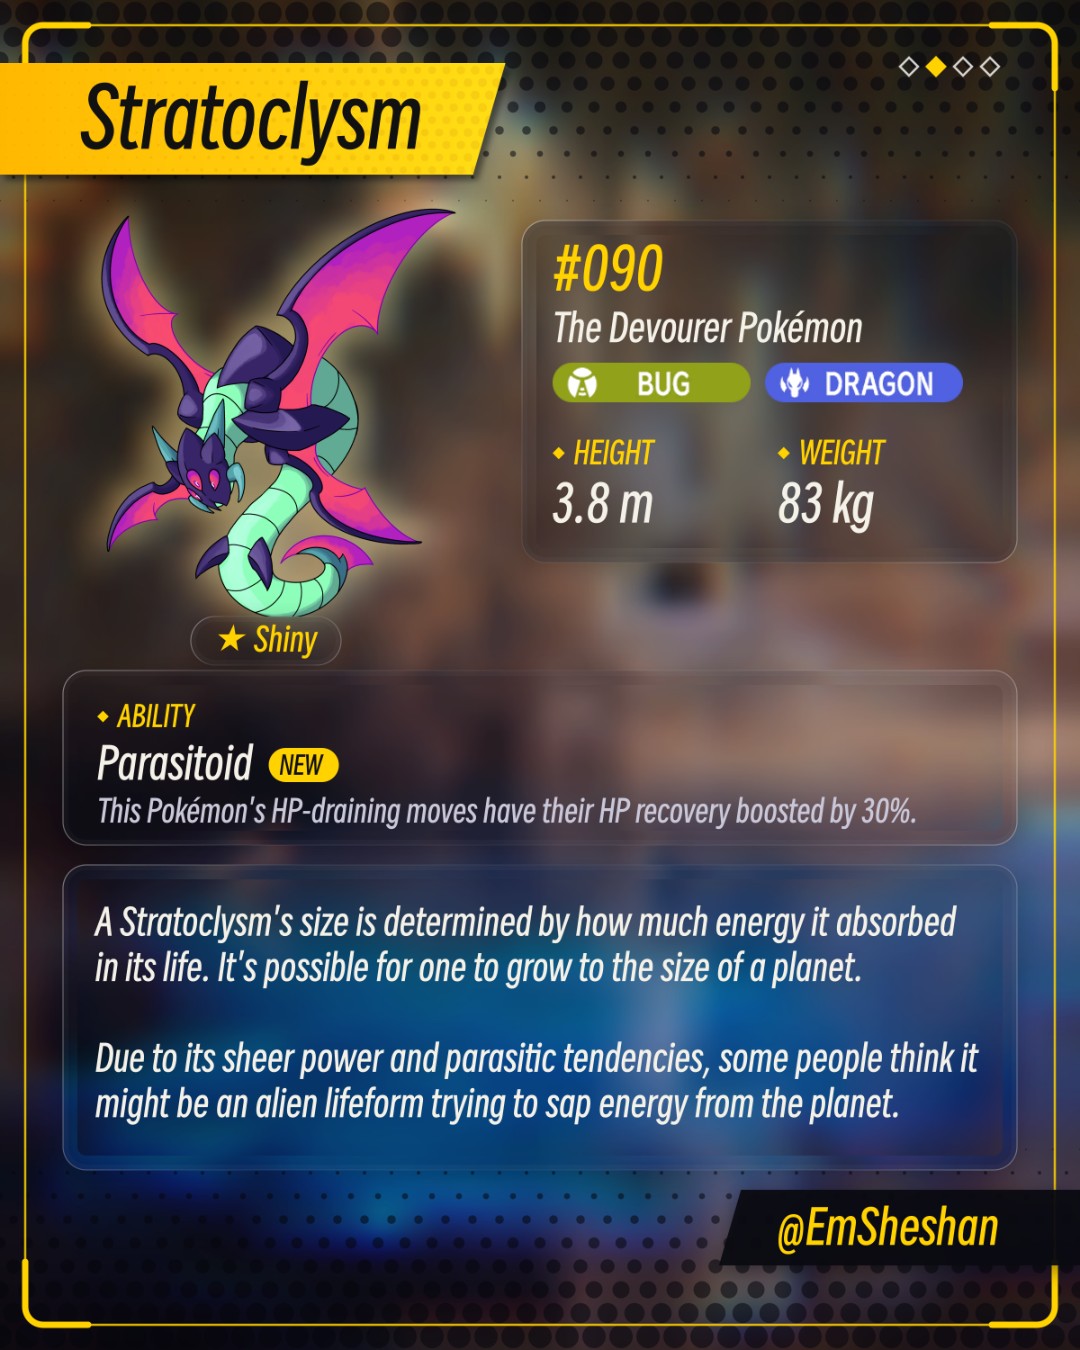 Stratoclysm
#090
The Devourer Pokémon
BUG DRAGON
HEIGHT WEIGHT
3.8 m 83 kg
Shiny
ABILITY
Parasitoid NEW
This Pokémon's HP-draining moves have their HP recovery boosted by 30%.
A Stratoclysm's size is determined by how much energy it absorbed
in its life. It's possible for one to grow to the size of a planet.
Due to its sheer power and parasitic tendencies, some people think it
might be an alien lifeform trying to sap energy from the planet.
@EmSheshan